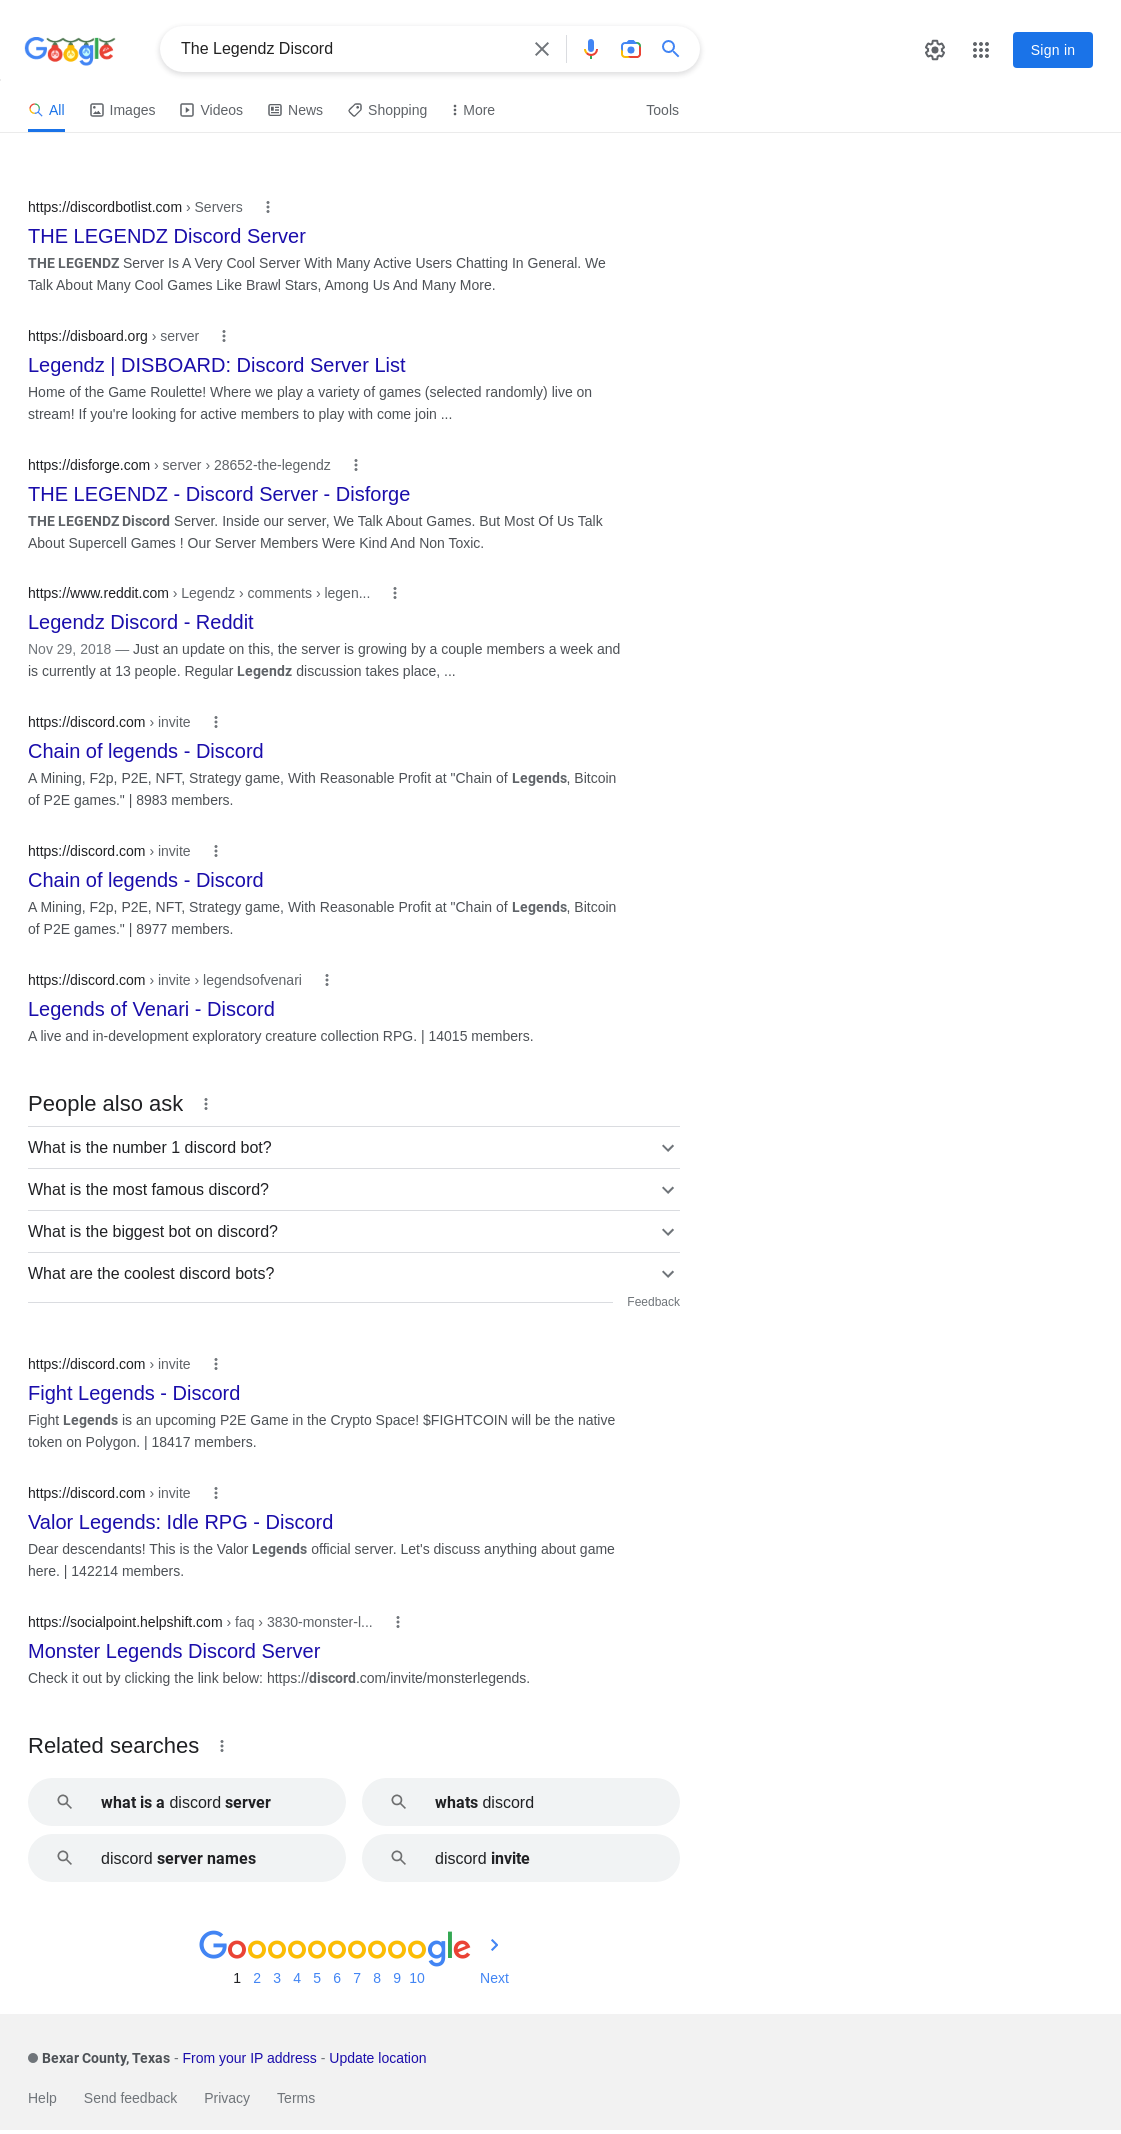 Google
The Legendz Discord
Sign in
All Images Videos News Shopping More Tools
https://discordbotlist.com › Servers
THE LEGENDZ Discord Server
THE LEGENDZ Server Is A Very Cool Server With Many Active Users Chatting In General. We
Talk About Many Cool Games Like Brawl Stars, Among Us And Many More.
https://disboard.org › server
Legendz | DISBOARD: Discord Server List
Home of the Game Roulette! Where we play a variety of games (selected randomly) live on
stream! If you're looking for active members to play with come join ...
https://disforge.com › server › 28652-the-legendz
THE LEGENDZ - Discord Server - Disforge
THE LEGENDZ Discord Server. Inside our server, We Talk About Games. But Most Of Us Talk
About Supercell Games ! Our Server Members Were Kind And Non Toxic.
https://www.reddit.com › Legendz › comments › legen...
Legendz Discord - Reddit
Nov 29, 2018 — Just an update on this, the server is growing by a couple members a week and
is currently at 13 people. Regular Legendz discussion takes place, ...
https://discord.com › invite
Chain of legends - Discord
A Mining, F2p, P2E, NFT, Strategy game, With Reasonable Profit at "Chain of Legends, Bitcoin
of P2E games." | 8983 members.
https://discord.com › invite
Chain of legends - Discord
A Mining, F2p, P2E, NFT, Strategy game, With Reasonable Profit at "Chain of Legends, Bitcoin
of P2E games." | 8977 members.
https://discord.com › invite › legendsofvenari
Legends of Venari - Discord
A live and in-development exploratory creature collection RPG. | 14015 members.
People also ask
What is the number 1 discord bot?
What is the most famous discord?
What is the biggest bot on discord?
What are the coolest discord bots?
Feedback
https://discord.com › invite
Fight Legends - Discord
Fight Legends is an upcoming P2E Game in the Crypto Space! $FIGHTCOIN will be the native
token on Polygon. | 18417 members.
https://discord.com › invite
Valor Legends: Idle RPG - Discord
Dear descendants! This is the Valor Legends official server. Let's discuss anything about game
here. | 142214 members.
https://socialpoint.helpshift.com › faq › 3830-monster-l...
Monster Legends Discord Server
Check it out by clicking the link below: https://discord.com/invite/monsterlegends.
Related searches
what is a discord server
whats discord
discord server names
discord invite
Goooooooooogle
1 2 3 4 5 6 7 8 9 10 Next
Bexar County, Texas - From your IP address - Update location
Help Send feedback Privacy Terms